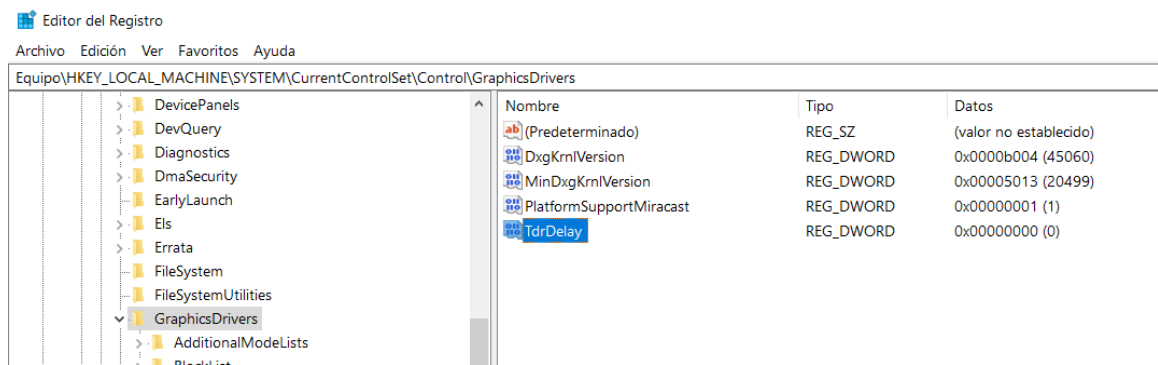 Editor del Registro
Archivo Edición Ver Favoritos Ayuda
Equipo\HKEY_LOCAL_MACHINE\SYSTEM\CurrentControlSet\Control\GraphicsDrivers
DevicePanels
DevQuery
Diagnostics
DmaSecurity
EarlyLaunch
Els
Errata
FileSystem
FileSystemUtilities
GraphicsDrivers
AdditionalModeLists
BlockList
Nombre Tipo Datos
(Predeterminado) REG_SZ (valor no establecido)
DxgKrnlVersion REG_DWORD 0x0000b004 (45060)
MinDxgKrnlVersion REG_DWORD 0x00005013 (20499)
PlatformSupportMiracast REG_DWORD 0x00000001 (1)
TdrDelay REG_DWORD 0x00000000 (0)